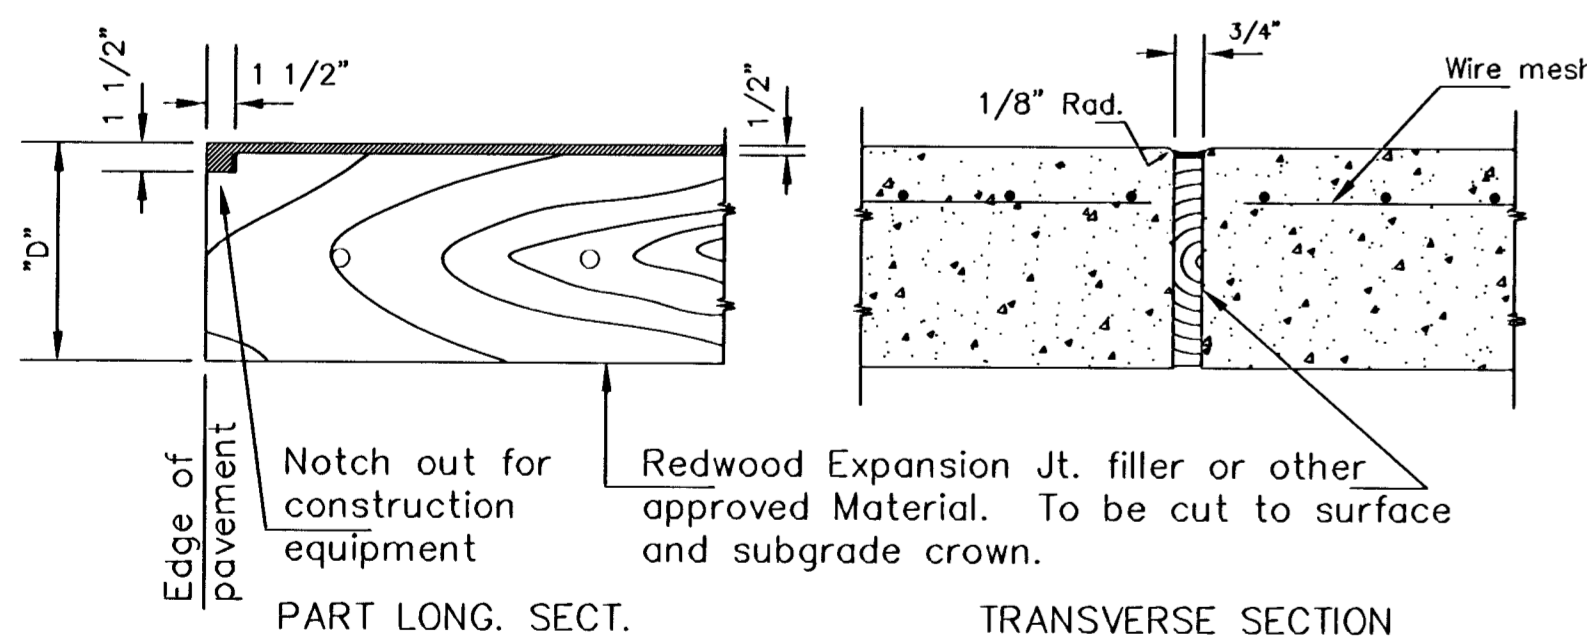 1 1/2"
1 1/2"
1/2"
"D"
3/4"
Wire mesh
1/8" Rad.
Edge of
pavement
Notch out for
construction
equipment
Redwood Expansion Jt. filler or other
approved Material. To be cut to surface
and subgrade crown.
PART LONG. SECT.
TRANSVERSE SECTION